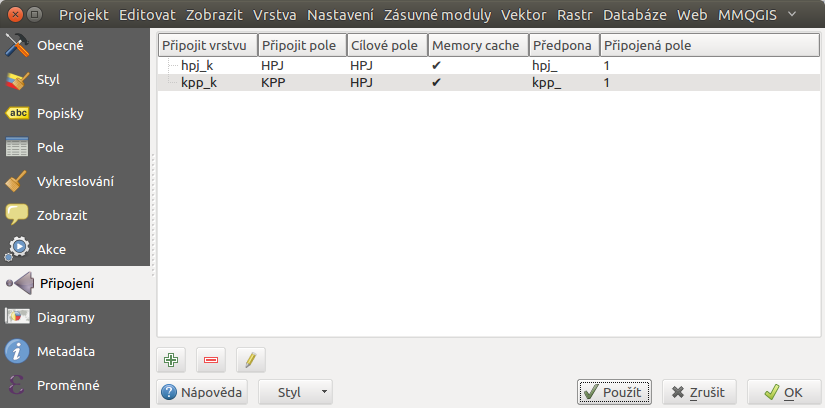 Projekt Editovat Zobrazit Vrstva Nastavení Zásuvné moduly Vektor Rastr Databáze Web MMQGIS
Obecné
Styl
abc Popisky
Pole
Vykreslování
Zobrazit
Akce
Připojení
Diagramy
Metadata
Proměnné
Připojit vrstvu Připojit pole Cílové pole Memory cache Předpona Připojená pole
hpj_k HPJ HPJ ✔ hpj_ 1
kpp_k KPP HPJ ✔ kpp_ 1
Nápověda Styl Použít Zrušit OK